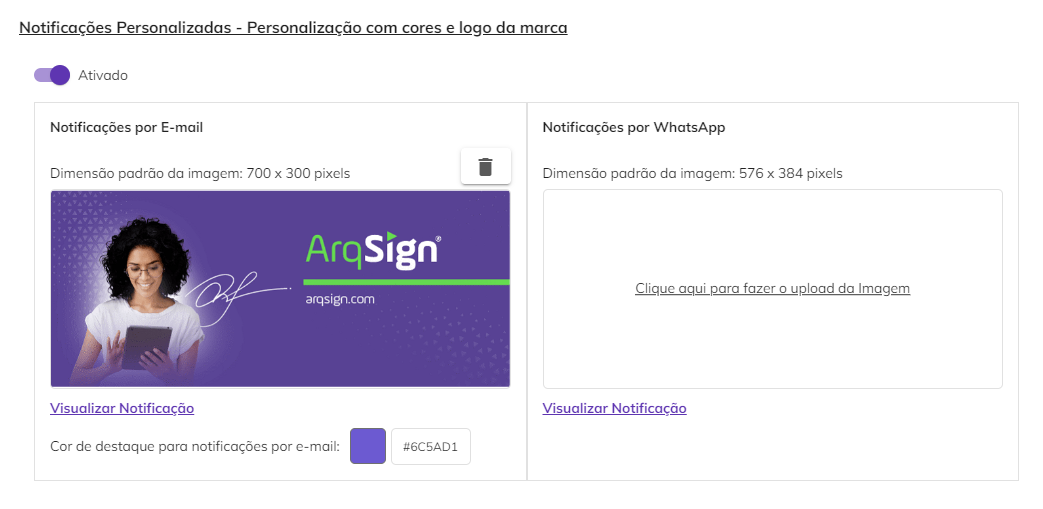 Notificações Personalizadas - Personalização com cores e logo da marca
Ativado
Notificações por E-mail
Dimensão padrão da imagem: 700 x 300 pixels
ArqSign®
arqsign.com
Visualizar Notificação
Cor de destaque para notificações por e-mail:
#6C5AD1
Notificações por WhatsApp
Dimensão padrão da imagem: 576 x 384 pixels
Clique aqui para fazer o upload da Imagem
Visualizar Notificação